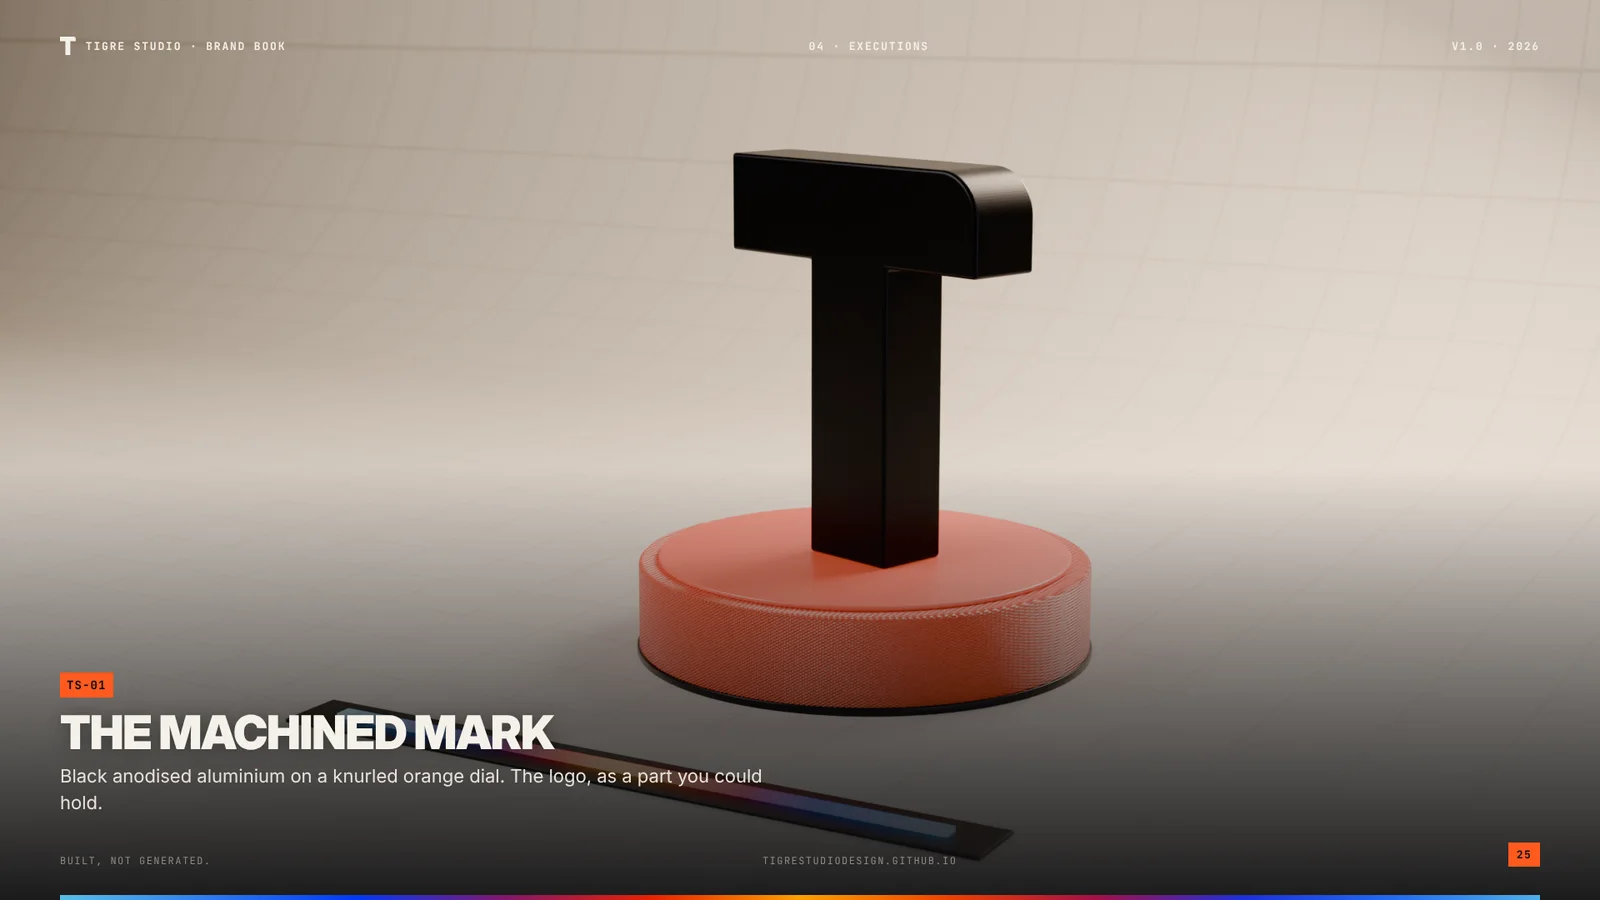 T TIGRE STUDIO · BRAND BOOK
04 · EXECUTIONS
V1.0 · 2026
T
TS-01
THE MACHINED MARK
Black anodised aluminium on a knurled orange dial. The logo, as a part you could
hold.
BUILT, NOT GENERATED.
TIGRESTUDIODESIGN.GITHUB.IO
25